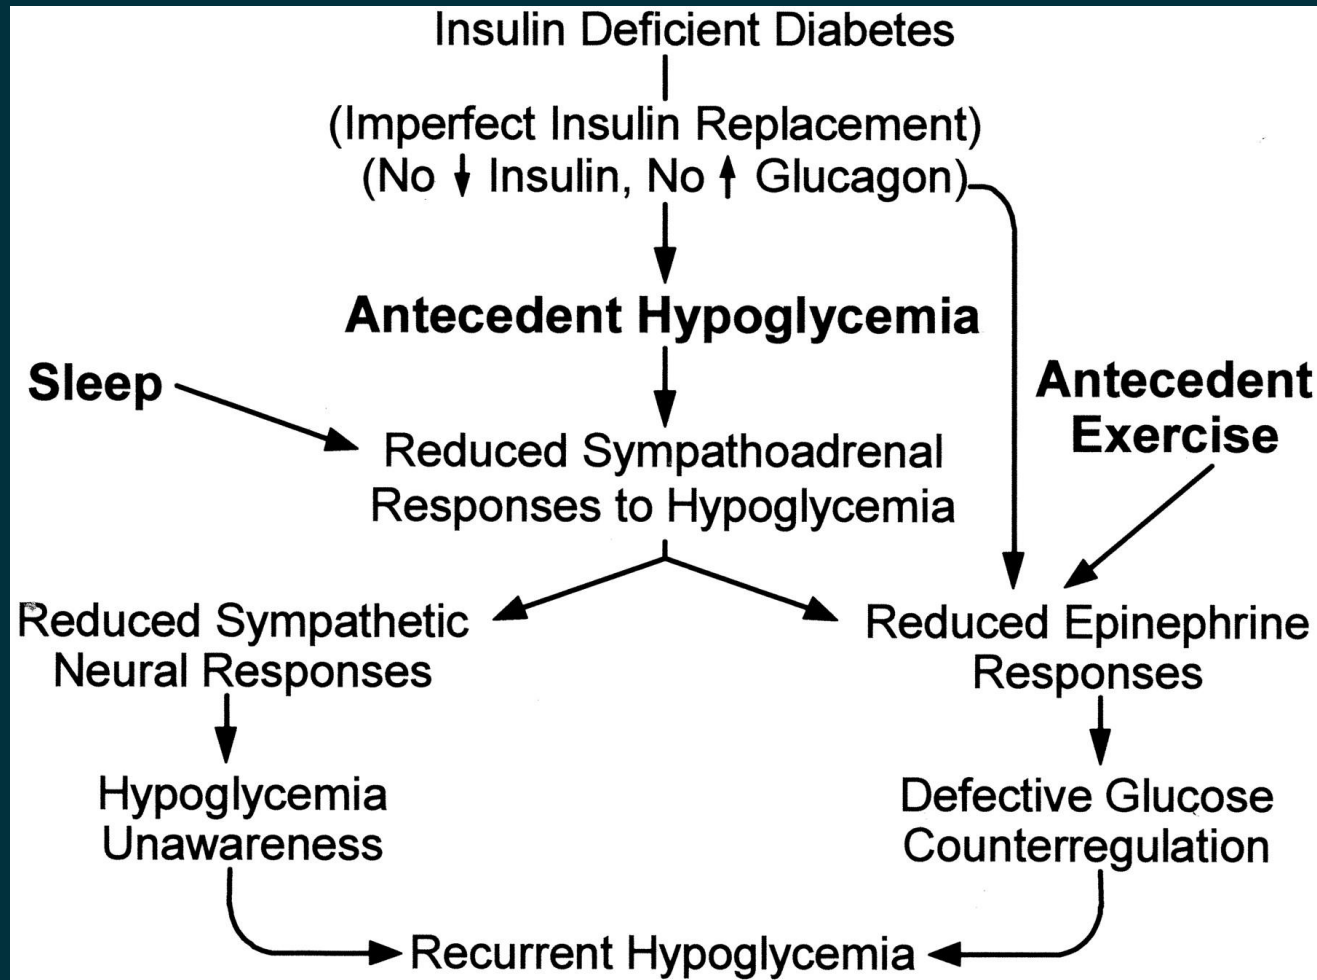 Insulin Deficient Diabetes
(Imperfect Insulin Replacement)
(No ↓ Insulin, No ↑ Glucagon)
Antecedent Hypoglycemia
Sleep
Antecedent
Exercise
Reduced Sympathoadrenal
Responses to Hypoglycemia
Reduced Sympathetic
Neural Responses
Reduced Epinephrine
Responses
Hypoglycemia
Unawareness
Defective Glucose
Counterregulation
Recurrent Hypoglycemia